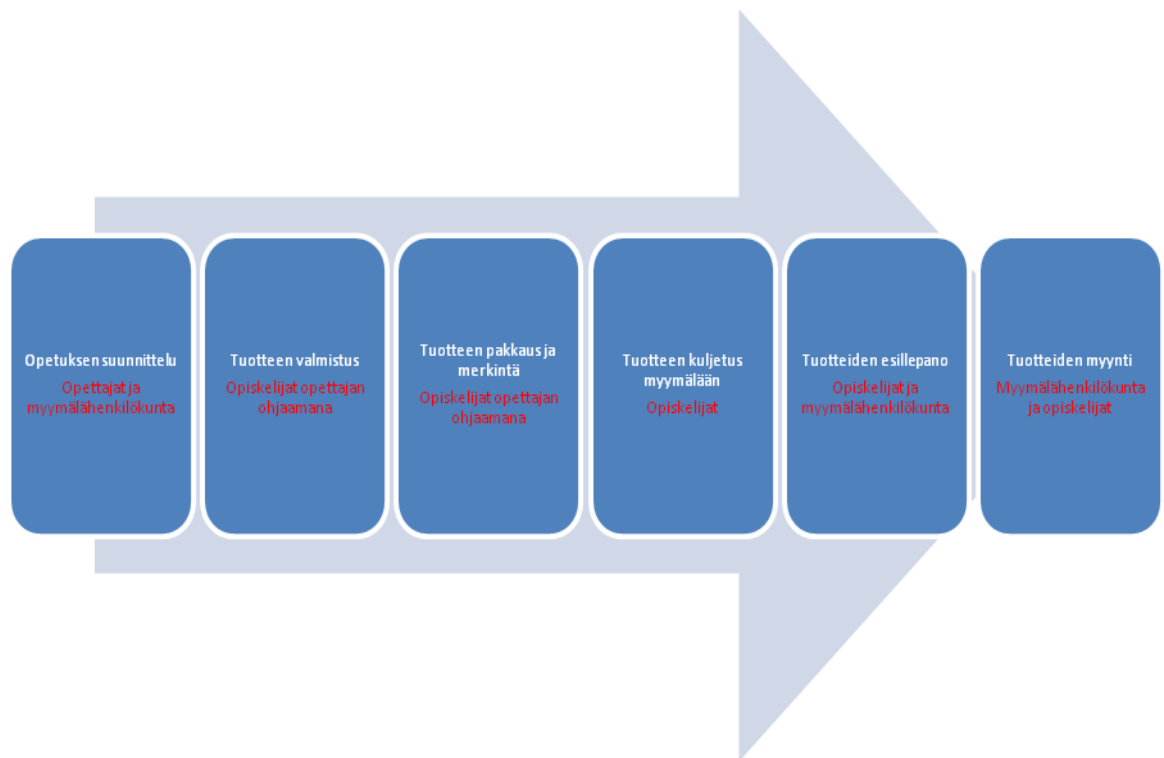 Opetuksen suunnittelu
Opettajat ja
myymälähenkilökunta
Tuotteen valmistus
Opiskelijat opettajan
ohjaamana
Tuotteen pakkaus ja
merkintä
Opiskelijat opettajan
ohjaamana
Tuotteen kuljetus
myymälään
Opiskelijat
Tuotteiden esillepano
Opiskelijat ja
myymälähenkilökunta
Tuotteiden myynti
Myymälähenkilökunta
ja opiskelijat